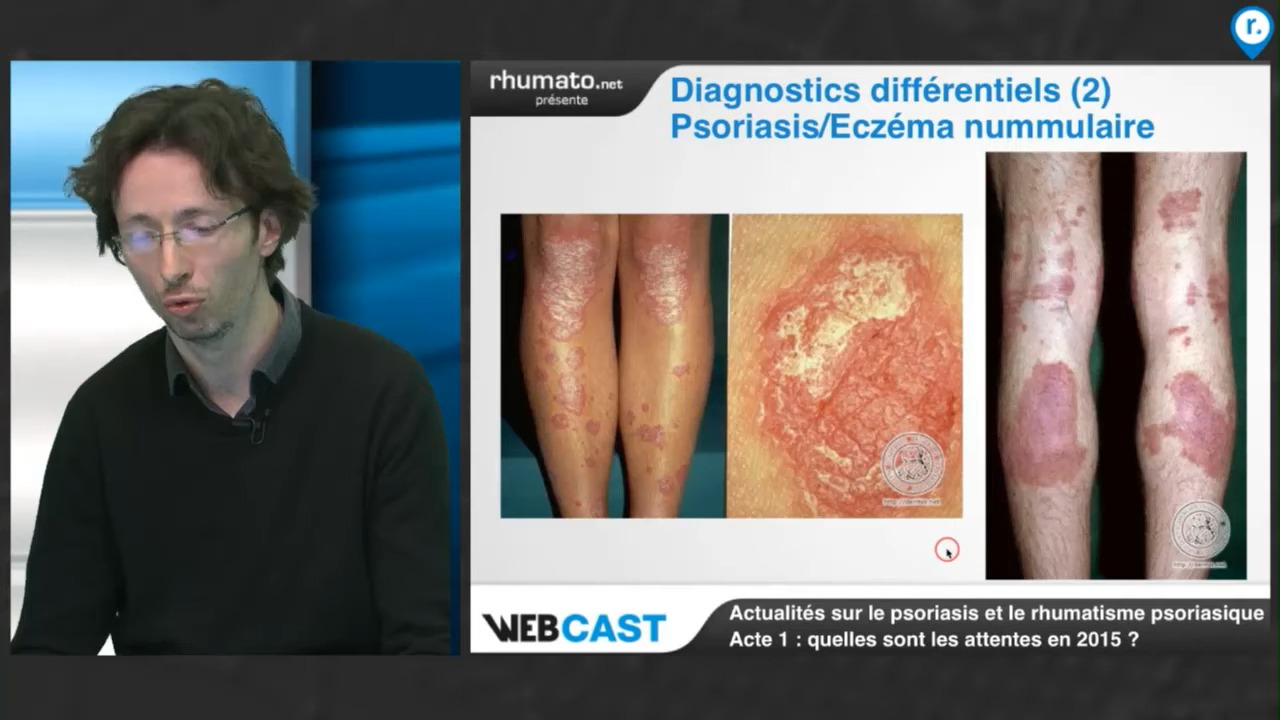 r.
rhumato.net
présente
Diagnostics différentiels (2)
Psoriasis/Eczéma nummulaire
WEBCAST
Actualités sur le psoriasis et le rhumatisme psoriasique
Acte 1 : quelles sont les attentes en 2015 ?